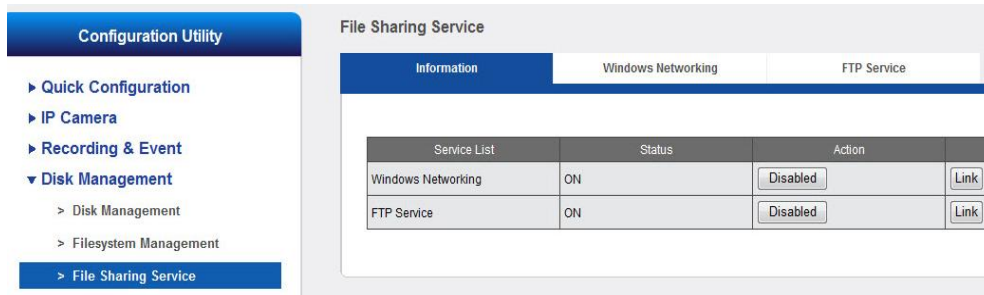 Configuration Utility
Quick Configuration
IP Camera
Recording & Event
Disk Management
> Disk Management
> Filesystem Management
> File Sharing Service
File Sharing Service
Information Windows Networking FTP Service
Service List Status Action
Windows Networking ON Disabled Link
FTP Service ON Disabled Link